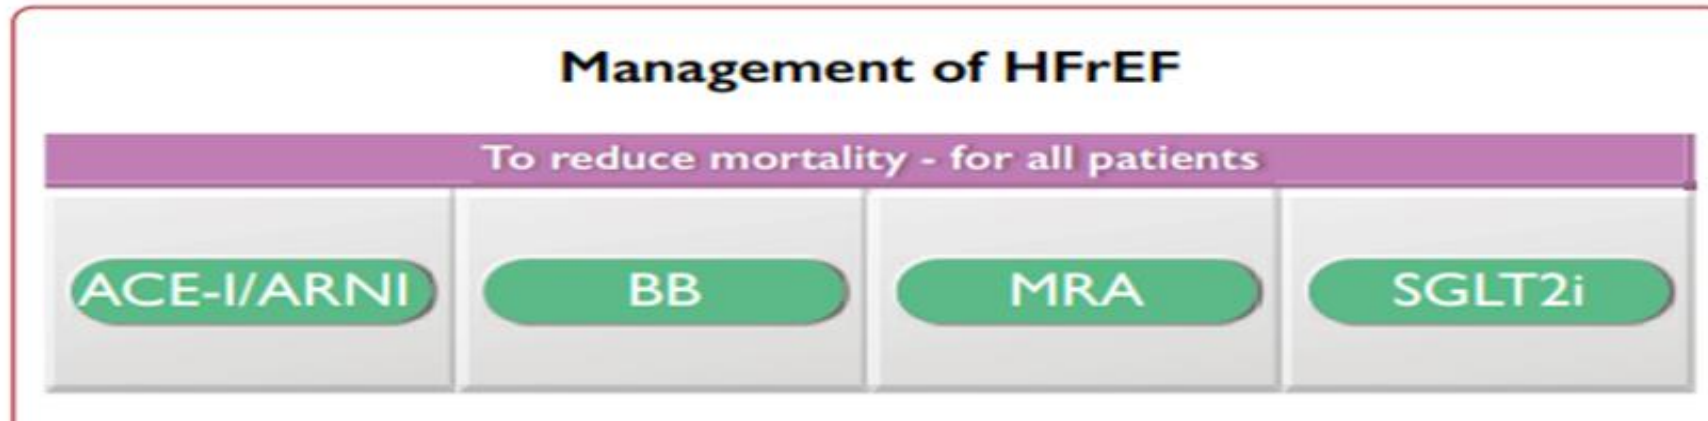 Management of HFrEF
To reduce mortality - for all patients
ACE-I/ARNI BB MRA SGLT2i